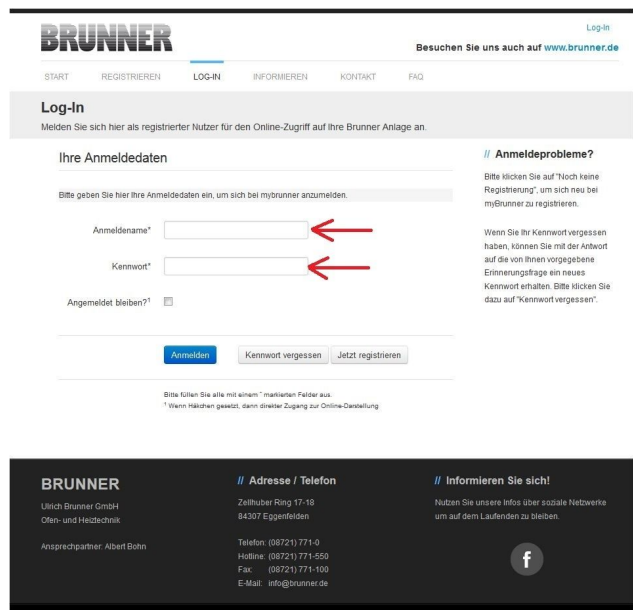 Log-In
BRUNNER
Besuchen Sie uns auch auf www.brunner.de
START REGISTRIEREN LOG-IN INFORMIEREN KONTAKT FAQ
Log-In
Melden Sie sich hier als registrierter Nutzer für den Online-Zugriff auf Ihre Brunner Anlage an.
Ihre Anmeldedaten
Bitte geben Sie hier Ihre Anmeldedaten ein, um sich bei mybrunner anzumelden.
Anmeldename*
Kennwort*
Angemeldet bleiben?¹
Anmelden Kennwort vergessen Jetzt registrieren
Bitte füllen Sie alle mit einem * markierten Felder aus.
¹ Wenn Häkchen gesetzt, dann direkter Zugang zur Online-Darstellung
// Anmeldeprobleme?
Bitte klicken Sie auf "Noch keine
Registrierung", um sich neu bei
myBrunner zu registrieren.
Wenn Sie Ihr Kennwort vergessen
haben, können Sie mit der Antwort
auf die von Ihnen vorgegebene
Erinnerungsfrage ein neues
Kennwort erhalten. Bitte klicken Sie
dazu auf "Kennwort vergessen".
BRUNNER
Ulrich Brunner GmbH
Ofen- und Heiztechnik
Ansprechpartner: Albert Bohn
// Adresse / Telefon
Zellhuber Ring 17-18
84307 Eggenfelden
Telefon: (08721) 771-0
Hotline: (08721) 771-550
Fax: (08721) 771-100
E-Mail: info@brunner.de
// Informieren Sie sich!
Nutzen Sie unsere Infos über soziale Netzwerke
um auf dem Laufenden zu bleiben.
f